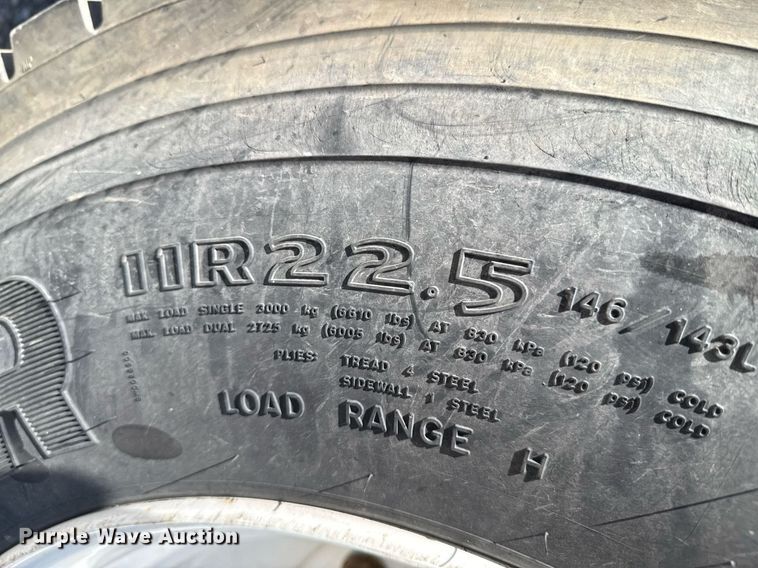 11R22.5 146/143L
MAX. LOAD SINGLE 3000 kg (6610 lbs) AT 830 kPa (120 psi) COLD
MAX. LOAD DUAL 2725 kg (6005 lbs) AT 830 kPa (120 psi) COLD
PLIES: TREAD 4 STEEL
SIDEWALL 1 STEEL
LOAD RANGE H
R
Purple Wave Auction